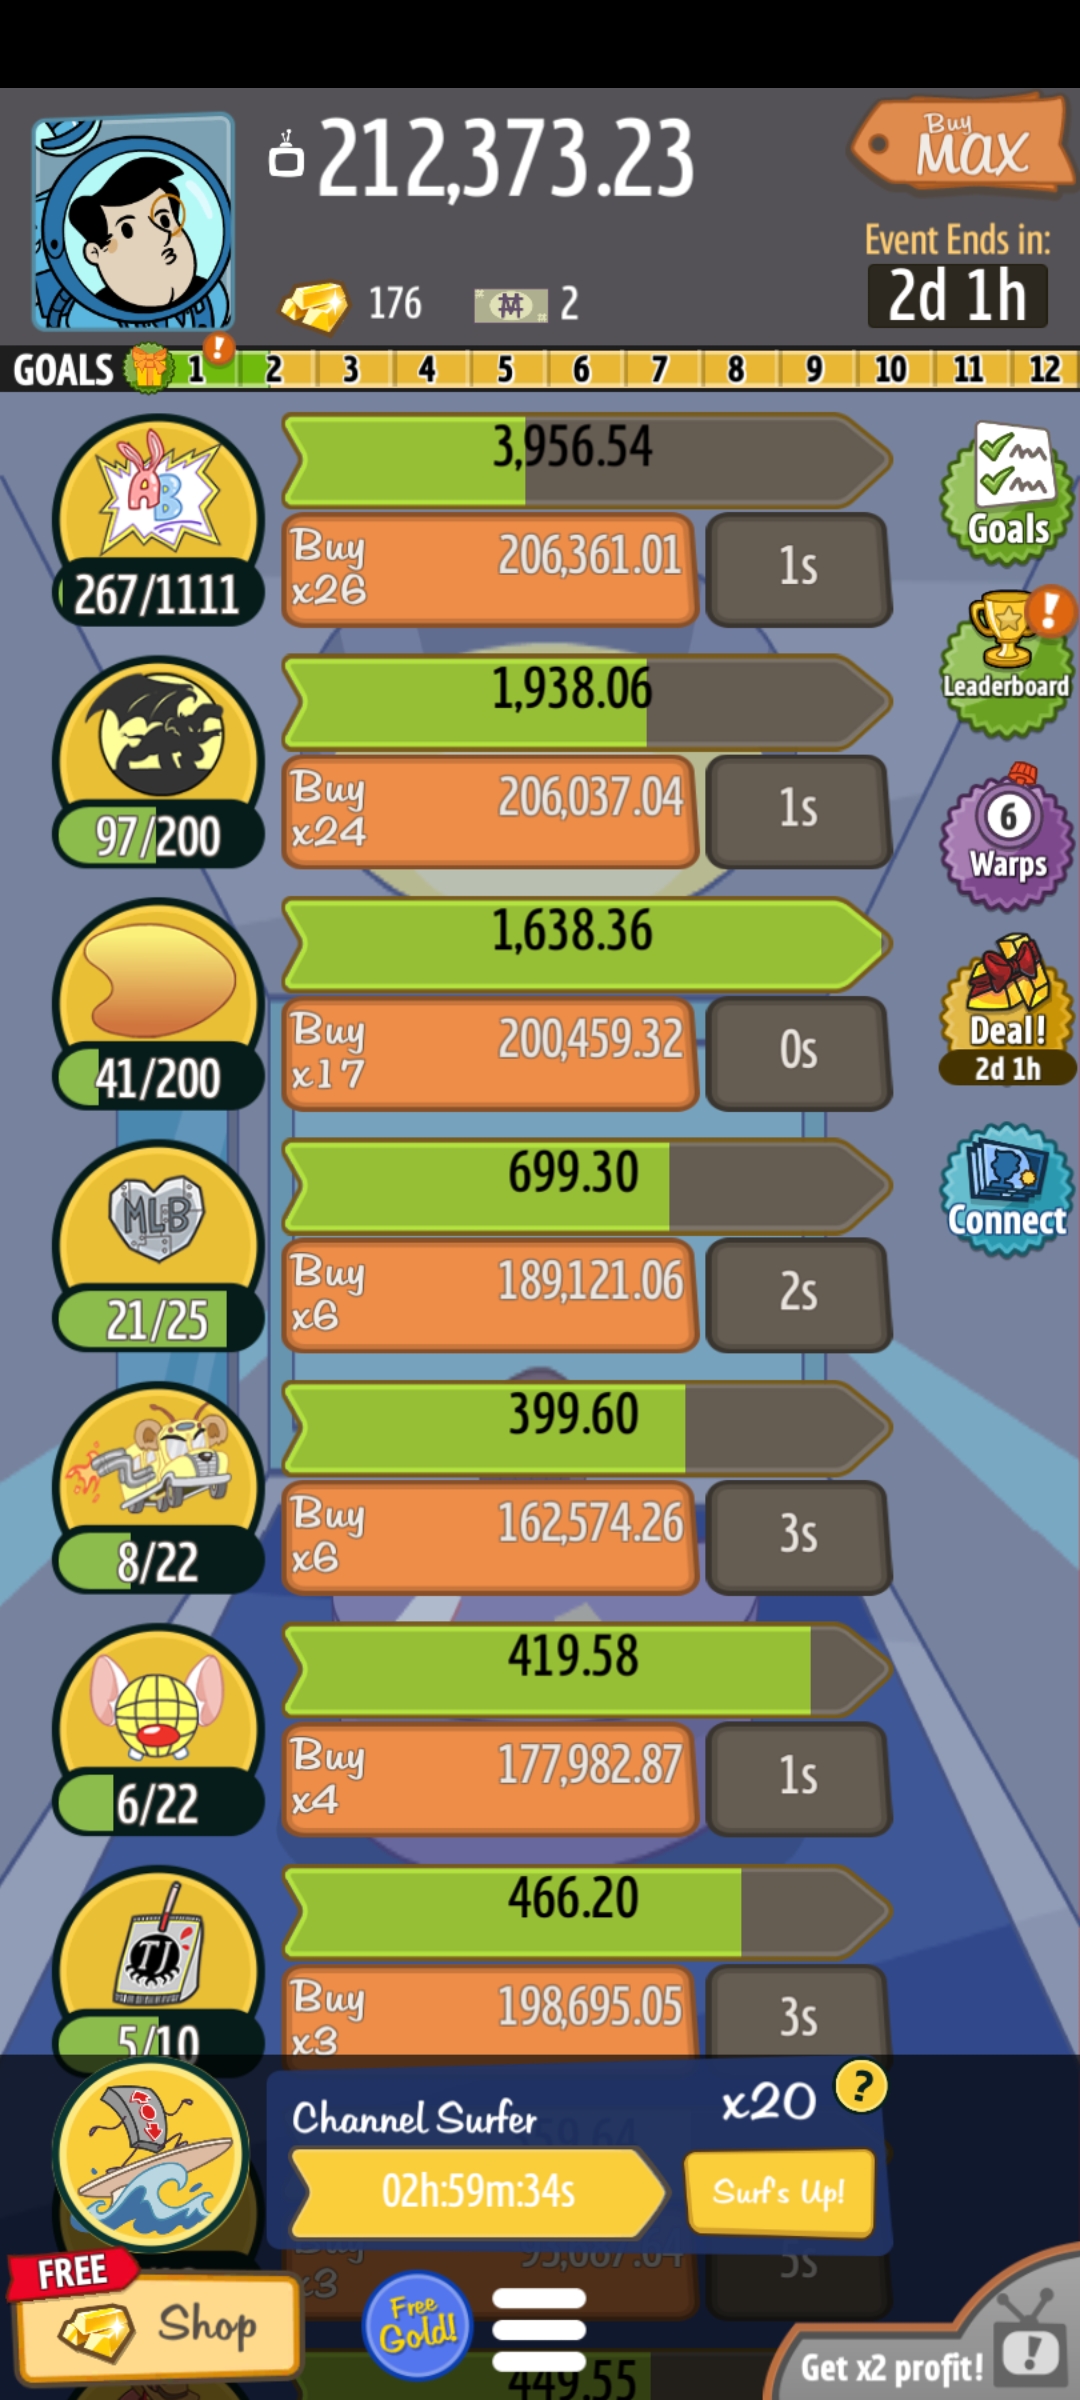 212,373.23
Buy
MAX
Event Ends in:
2d 1h
176
2
GOALS 1 ! 2 3 4 5 6 7 8 9 10 11 12
AB
267/1111
3,956.54
Buy
x26
206,361.01
1s
Goals
97/200
1,938.06
Buy
x24
206,037.04
1s
!
Leaderboard
6
Warps
41/200
1,638.36
Buy
x17
200,459.32
0s
Deal!
2d 1h
MLB
21/25
699.30
Buy
x6
189,121.06
2s
Connect
8/22
399.60
Buy
x6
162,574.26
3s
6/22
419.58
Buy
x4
177,982.87
1s
TJ
5/10
466.20
Buy
x3
198,695.05
3s
Channel Surfer
x20
?
02h:59m:34s
Surf's Up!
5s
FREE
Shop
Free
Gold!
449.55
Get x2 profit!
!